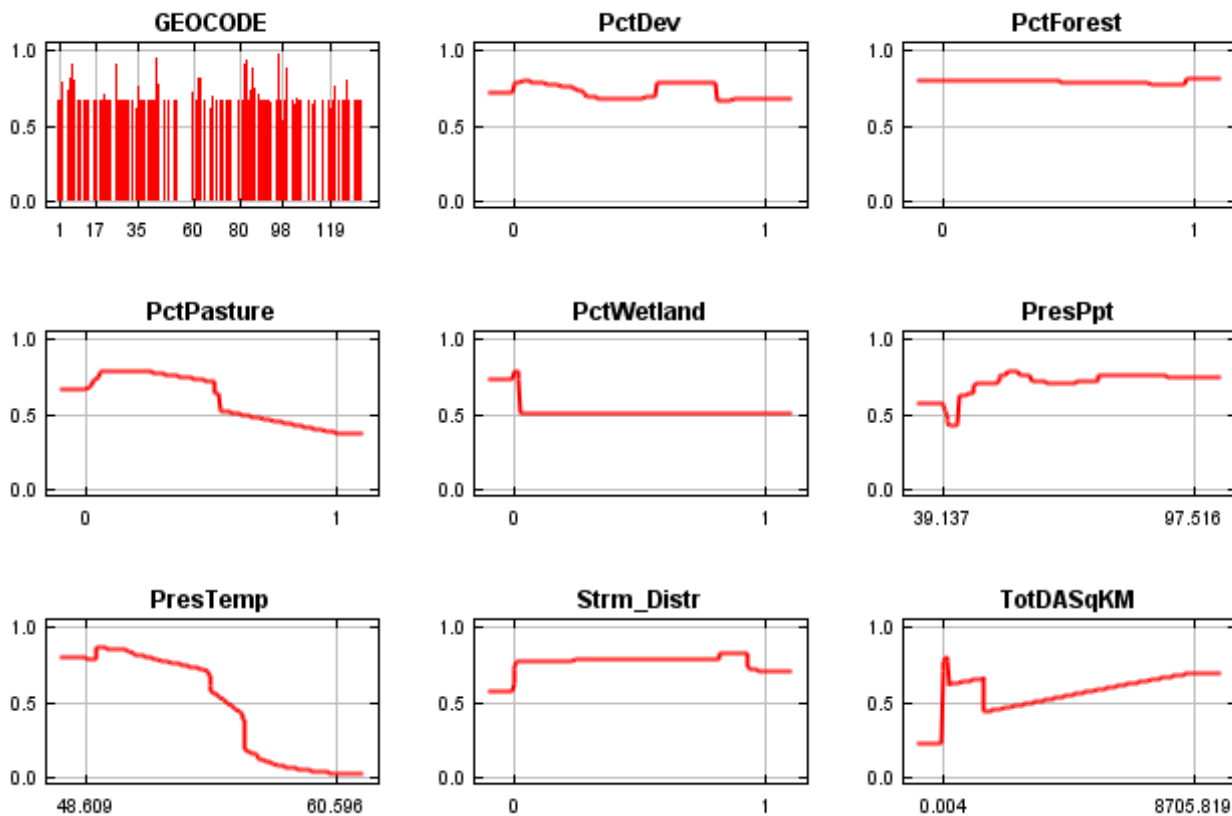 GEOCODE PctDev PctForest
1.0 1.0 1.0
0.5 0.5 0.5
0.0 0.0 0.0
1 17 35 60 80 98 119 0 1 0 1
PctPasture PctWetland PresPpt
1.0 1.0 1.0
0.5 0.5 0.5
0.0 0.0 0.0
0 1 0 1 39.137 97.516
PresTemp Strm_Distr TotDASqKM
1.0 1.0 1.0
0.5 0.5 0.5
0.0 0.0 0.0
48.609 60.596 0 1 0.004 8705.819